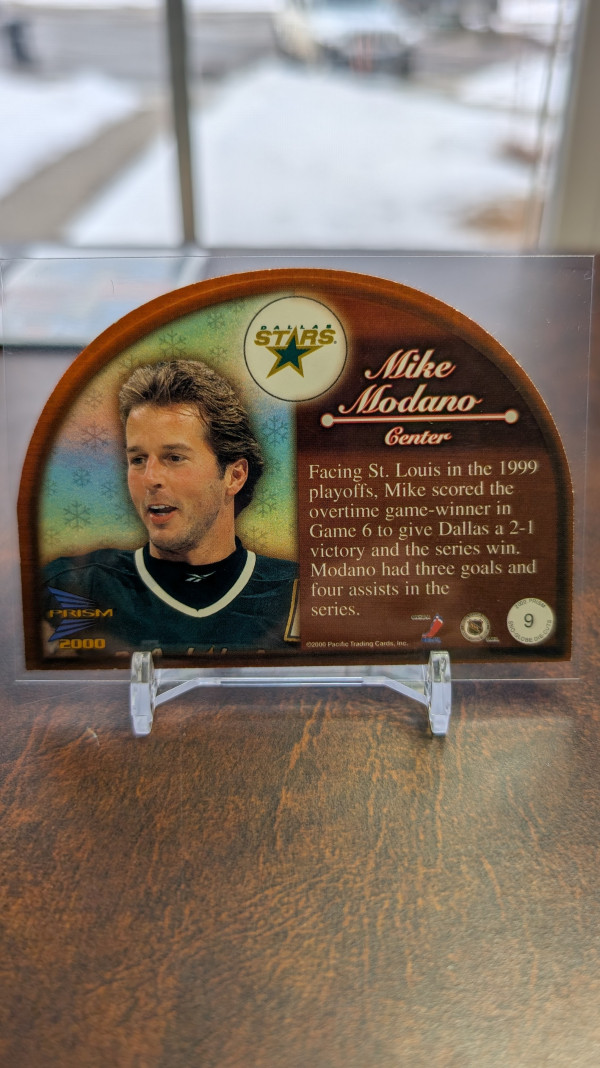 DALLAS
STARS
Mike
Modano
Center
Facing St. Louis in the 1999
playoffs, Mike scored the
overtime game-winner in
Game 6 to give Dallas a 2-1
victory and the series win.
Modano had three goals and
four assists in the
series.
PRISM
2000
©2000 Pacific Trading Cards, Inc.
9